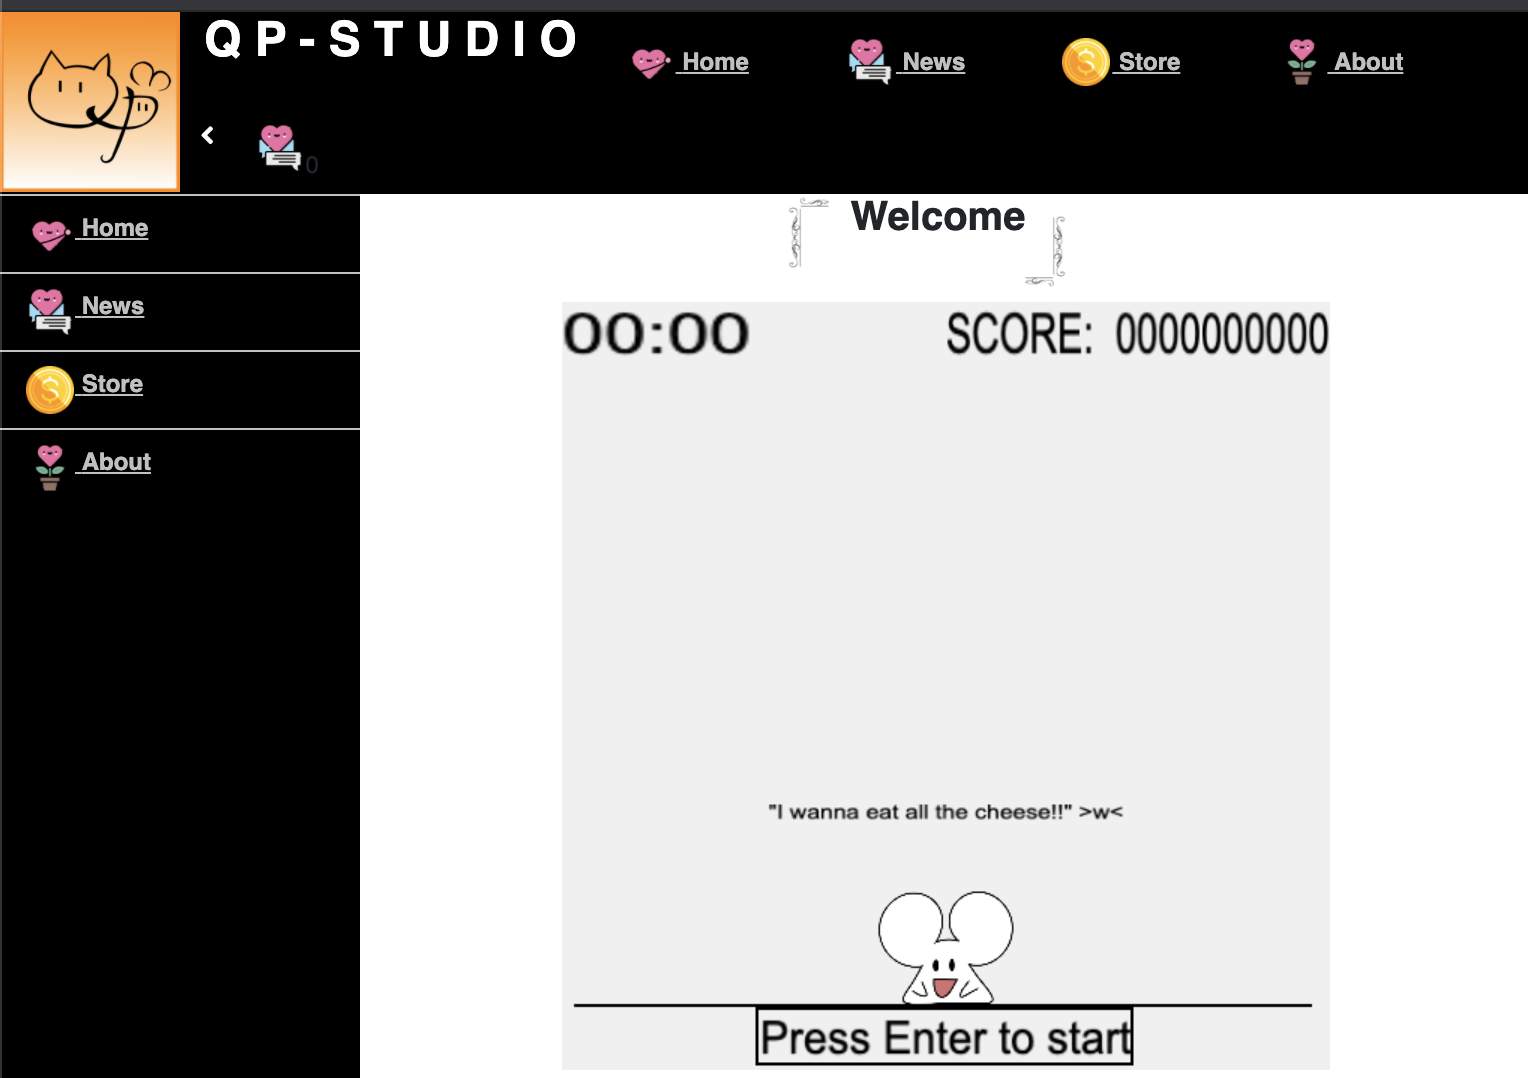 QP-STUDIO
Home
News
Store
About
0
Home
News
Store
About
Welcome
00:00
SCORE: 0000000000
"I wanna eat all the cheese!!" >w<
Press Enter to start